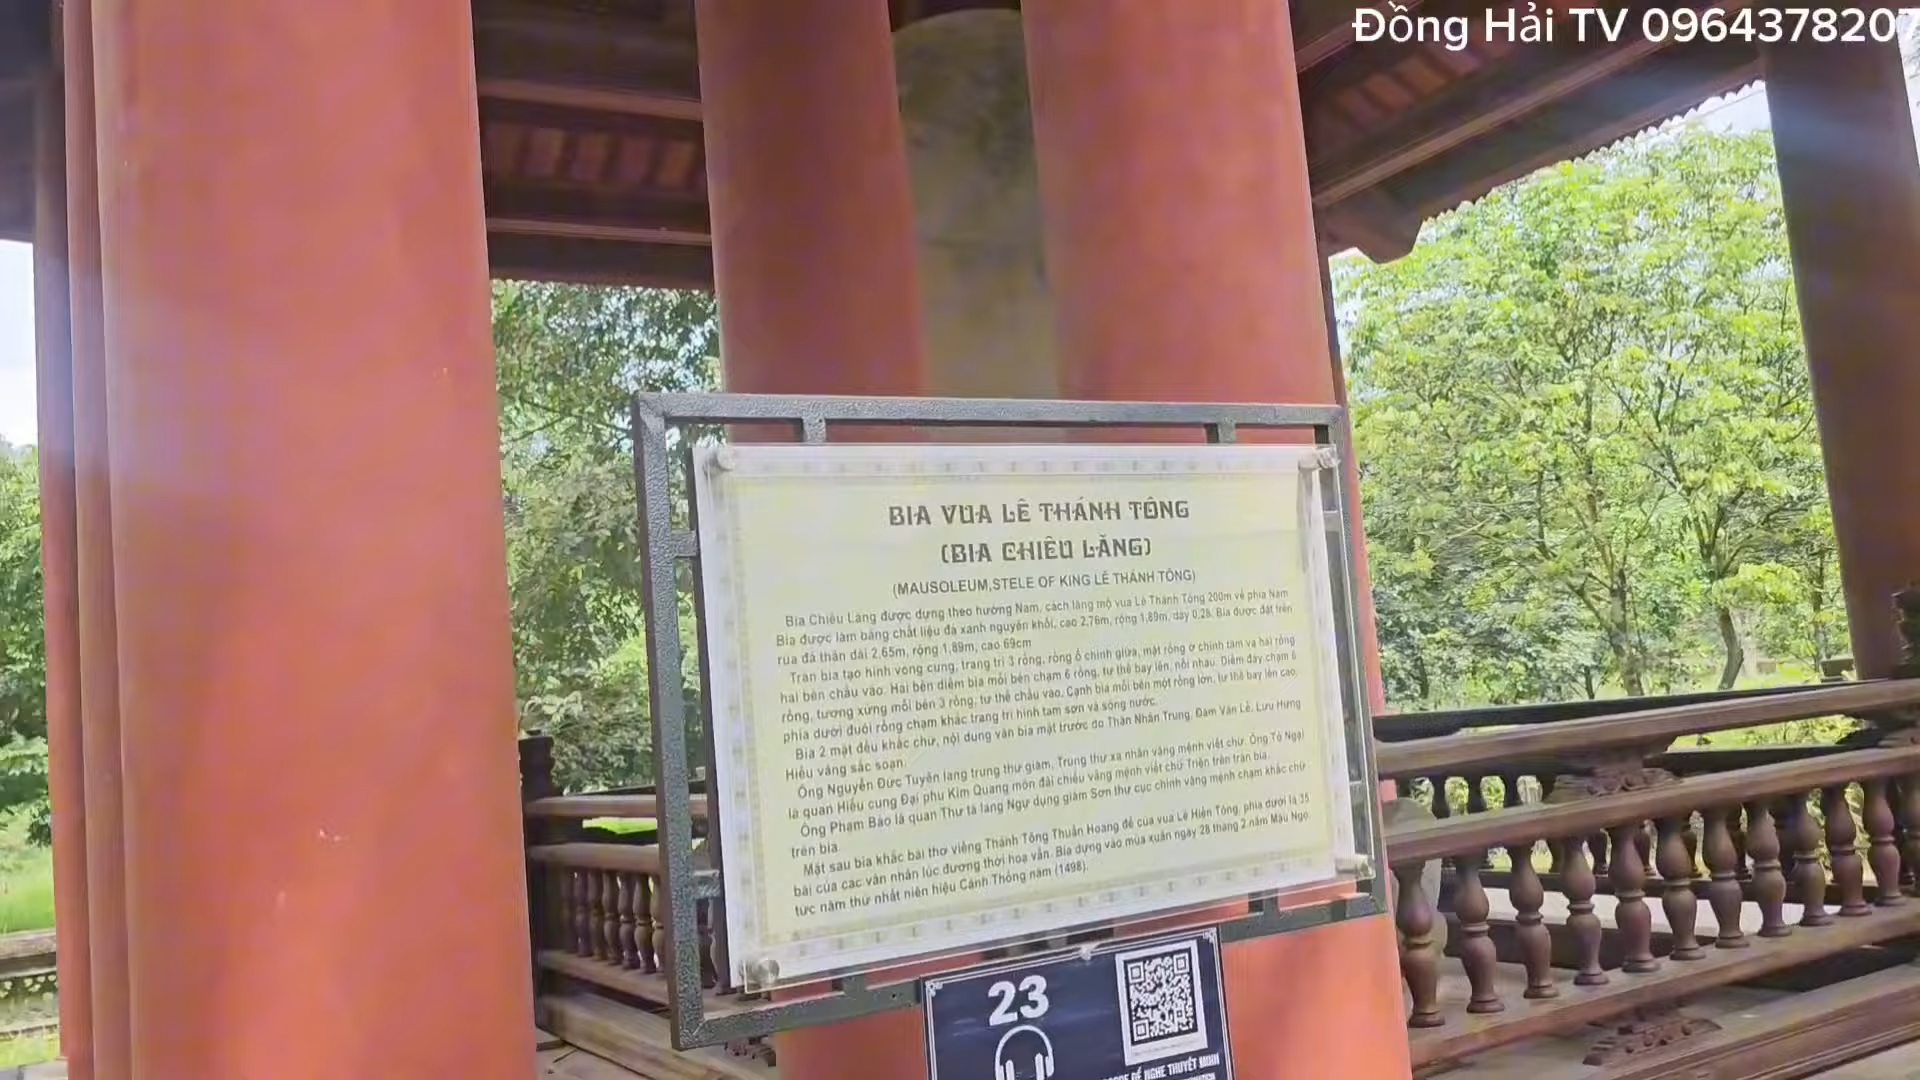 Đồng Hải TV 0964378207
BIA VUA LÊ THÁNH TÔNG
(BIA CHIÊU LĂNG)
(MAUSOLEUM,STELE OF KING LÊ THÁNH TÔNG)
Bia Chiêu Lăng được dựng theo hướng Nam, cách lăng mộ vua Lê Thánh Tông 200m về phía Nam
Bia được làm bằng chất liệu đá xanh nguyên khối, cao 2,76m, rộng 1,89m, dày 0,28. Bia được đặt trên
rùa đá thân dài 2,65m, rộng 1,89m, cao 69cm
Trán bia tạo hình vòng cung, trang trí 3 rồng, rồng ổ chính giữa, mặt rồng ở chính tâm và hai rồng
hai bên chầu vào. Hai bên diềm bia mỗi bên chạm 6 rồng, tư thế bay lên, nối nhau. Diềm đáy chạm 6
rồng, tương xứng mỗi bên 3 rồng, tư thế chầu vào. Cạnh bia mỗi bên một rồng lớn, tư thế bay lên cao,
phía dưới đuôi rồng chạm khắc trang trí hình tam sơn và sóng nước.
Bia 2 mặt đều khắc chữ, nội dung văn bia mặt trước do Thân Nhân Trung, Đàm Văn Lễ, Lưu Hưng
Hiếu vâng sắc soạn.
Ông Nguyễn Đức Tuyên lang trung thư giám, Trung thư xá nhân vâng mệnh viết chữ. Ông Tô Ngại
là quan Hiển cung Đại phu Kim Quang môn đãi chiếu vâng mệnh viết chữ Triện trên trán bia.
Ông Phạm Bảo là quan Thư tả lang Ngự dụng giám Sơn thư cục chính vâng mệnh chạm khắc chữ
trên bia.
Mặt sau bia khắc bài thơ viếng Thánh Tông Thuần Hoàng đế của vua Lê Hiến Tông, phía dưới là 35
bài của các văn nhân lúc đương thời hoạ vần. Bia dựng vào mùa xuân ngày 28 tháng 2 năm Mậu Ngọ,
tức năm thứ nhất niên hiệu Cảnh Thống năm (1498).
23
ĐỂ NGHE THUYẾT MINH